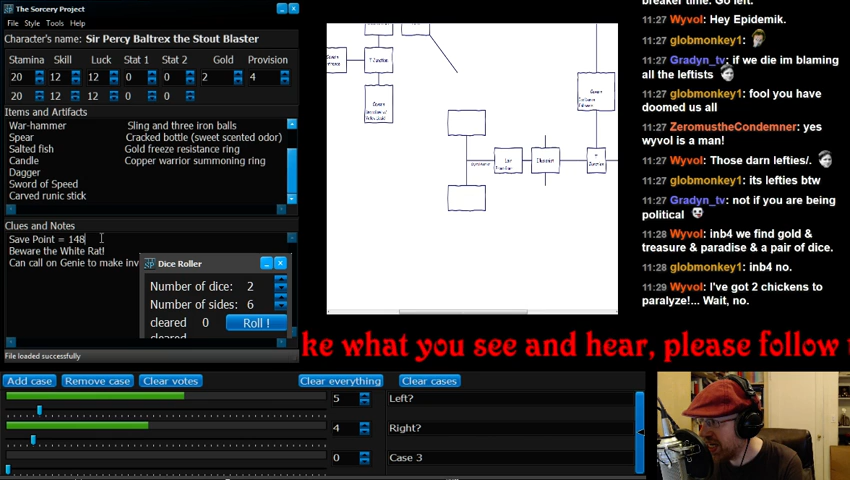 The Sorcery Project
File Style Tools Help
Character's name: Sir Percy Baltrex the Stout Blaster
Stamina Skill Luck Stat 1 Stat 2 Gold Provision
20 12 12 0 0 2 4
20 12 12 0 0
Items and Artifacts
War-hammer Sling and three iron balls
Spear Cracked bottle (sweet scented odor)
Salted fish Gold freeze resistance ring
Candle Copper warrior summoning ring
Dagger
Sword of Speed
Carved runic stick
Clues and Notes
Save Point = 148
Beware the White Rat!
Can call on Genie to make inv
Dice Roller
Number of dice: 2
Number of sides: 6
cleared 0 Roll !
cleared
File loaded successfully
T Junction
Junction
breaker time. Go left.
11:27 Wyvol: Hey Epidemik.
11:27 globmonkey1:
11:27 Gradyn_tv: if we die im blaming
all the leftists
11:27 globmonkey1: fool you have
doomed us all
11:27 ZeromustheCondemner: yes
wyvol is a man!
11:27 Wyvol: Those darn lefties/.
11:27 globmonkey1: its lefties btw
11:27 Gradyn_tv: not if you are being
political
11:28 Wyvol: inb4 we find gold &
treasure & paradise & a pair of dice.
11:28 globmonkey1: inb4 no.
11:29 Wyvol: I've got 2 chickens to
paralyze!... Wait, no.
ke what you see and hear, please follow
Add case Remove case Clear votes Clear everything Clear cases
5 Left?
4 Right?
0 Case 3